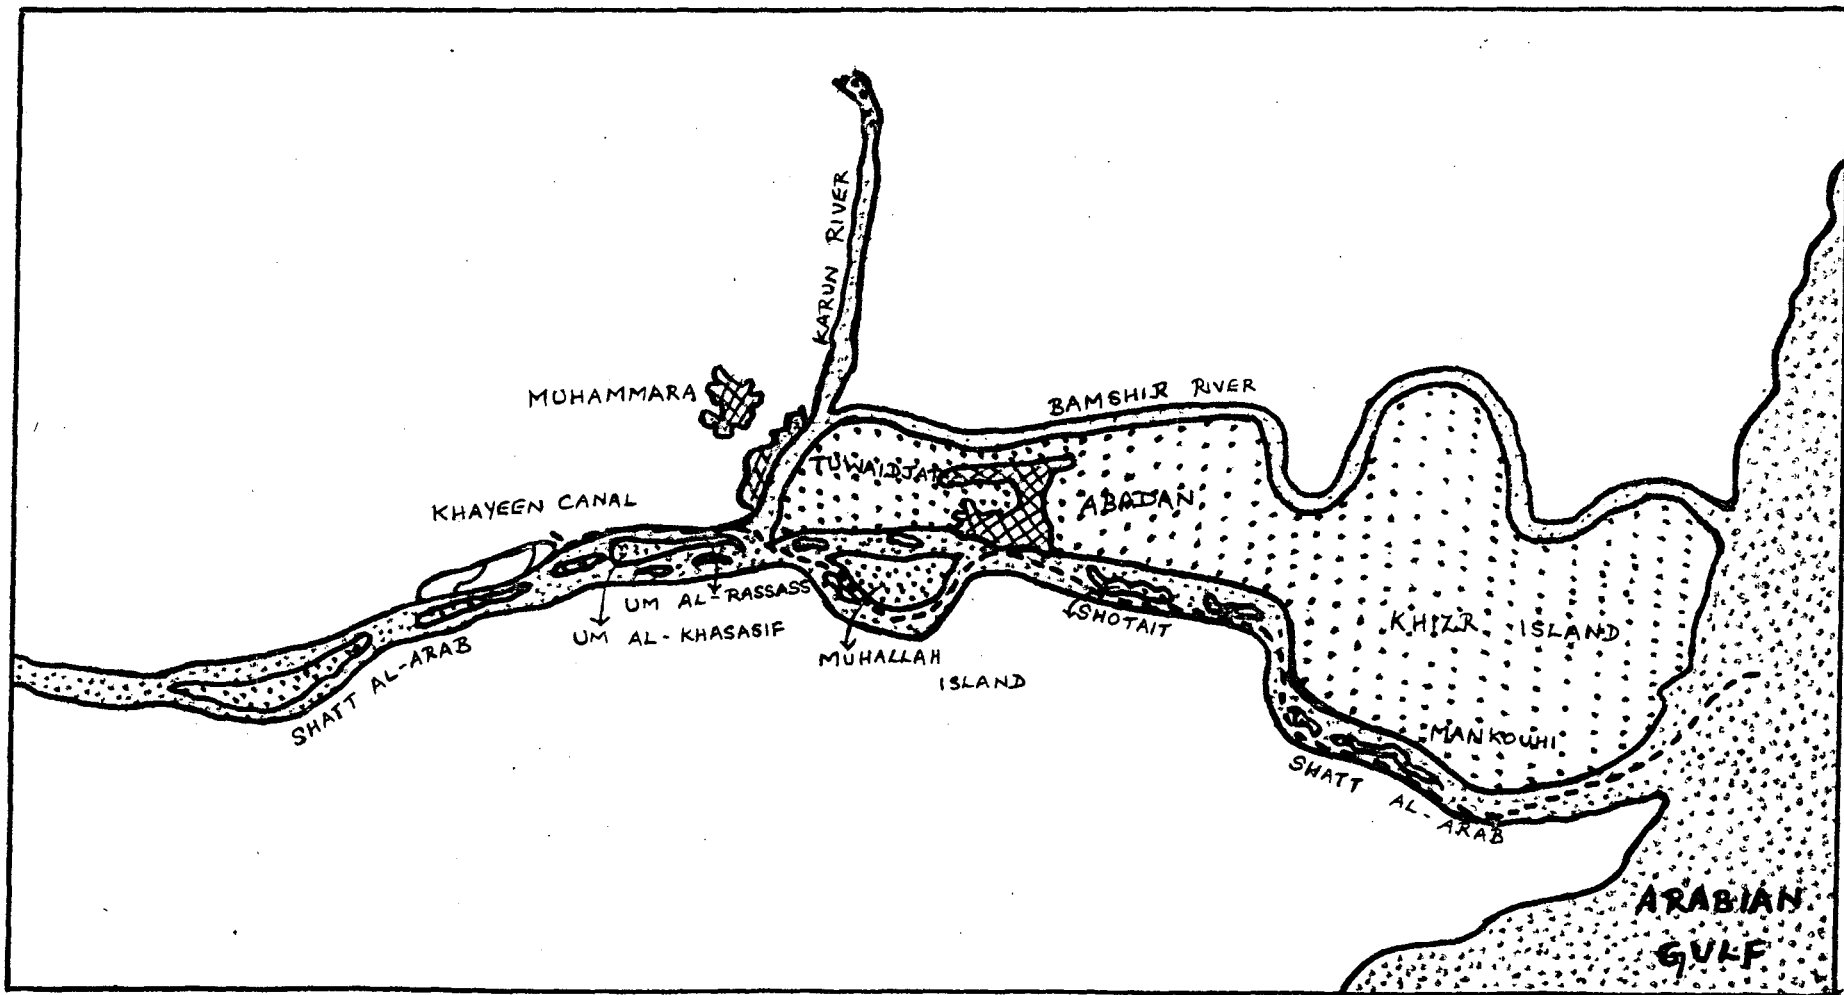 KARUN RIVER
MUHAMMARA
BAMSHIR RIVER
TUWAIDJAT
ABADAN
KHAYEEN CANAL
UM AL-RASSASS
UM AL-KHASASIF
SHOTAIT
KHIZR ISLAND
MUHALLAH
ISLAND
SHATT AL-ARAB
MANKOUHI
SHATT AL-ARAB
ARABIAN
GULF